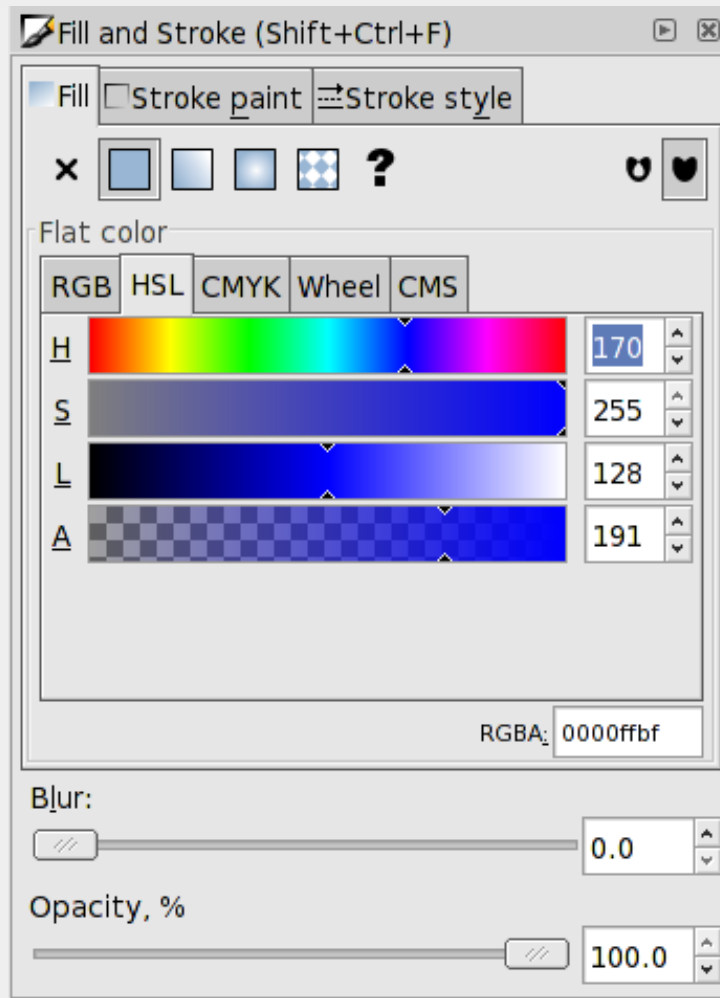 Fill and Stroke (Shift+Ctrl+F)
Fill Stroke paint Stroke style
?
Flat color
RGB HSL CMYK Wheel CMS
H 170
S 255
L 128
A 191
RGBA: 0000ffbf
Blur:
0.0
Opacity, %
100.0